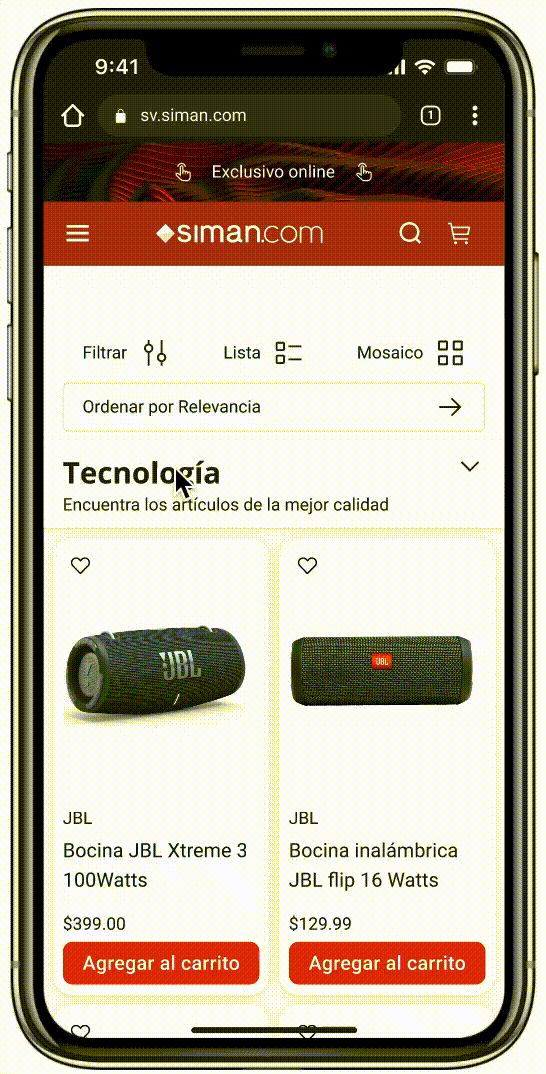 9:41
sv.siman.com
1
Exclusivo online
siman.com
Filtrar
Lista
Mosaico
Ordenar por Relevancia
Tecnología
Encuentra los artículos de la mejor calidad
JBL
JBL
JBL
Bocina JBL Xtreme 3
100Watts
$399.00
Agregar al carrito
JBL
Bocina inalámbrica
JBL flip 16 Watts
$129.99
Agregar al carrito